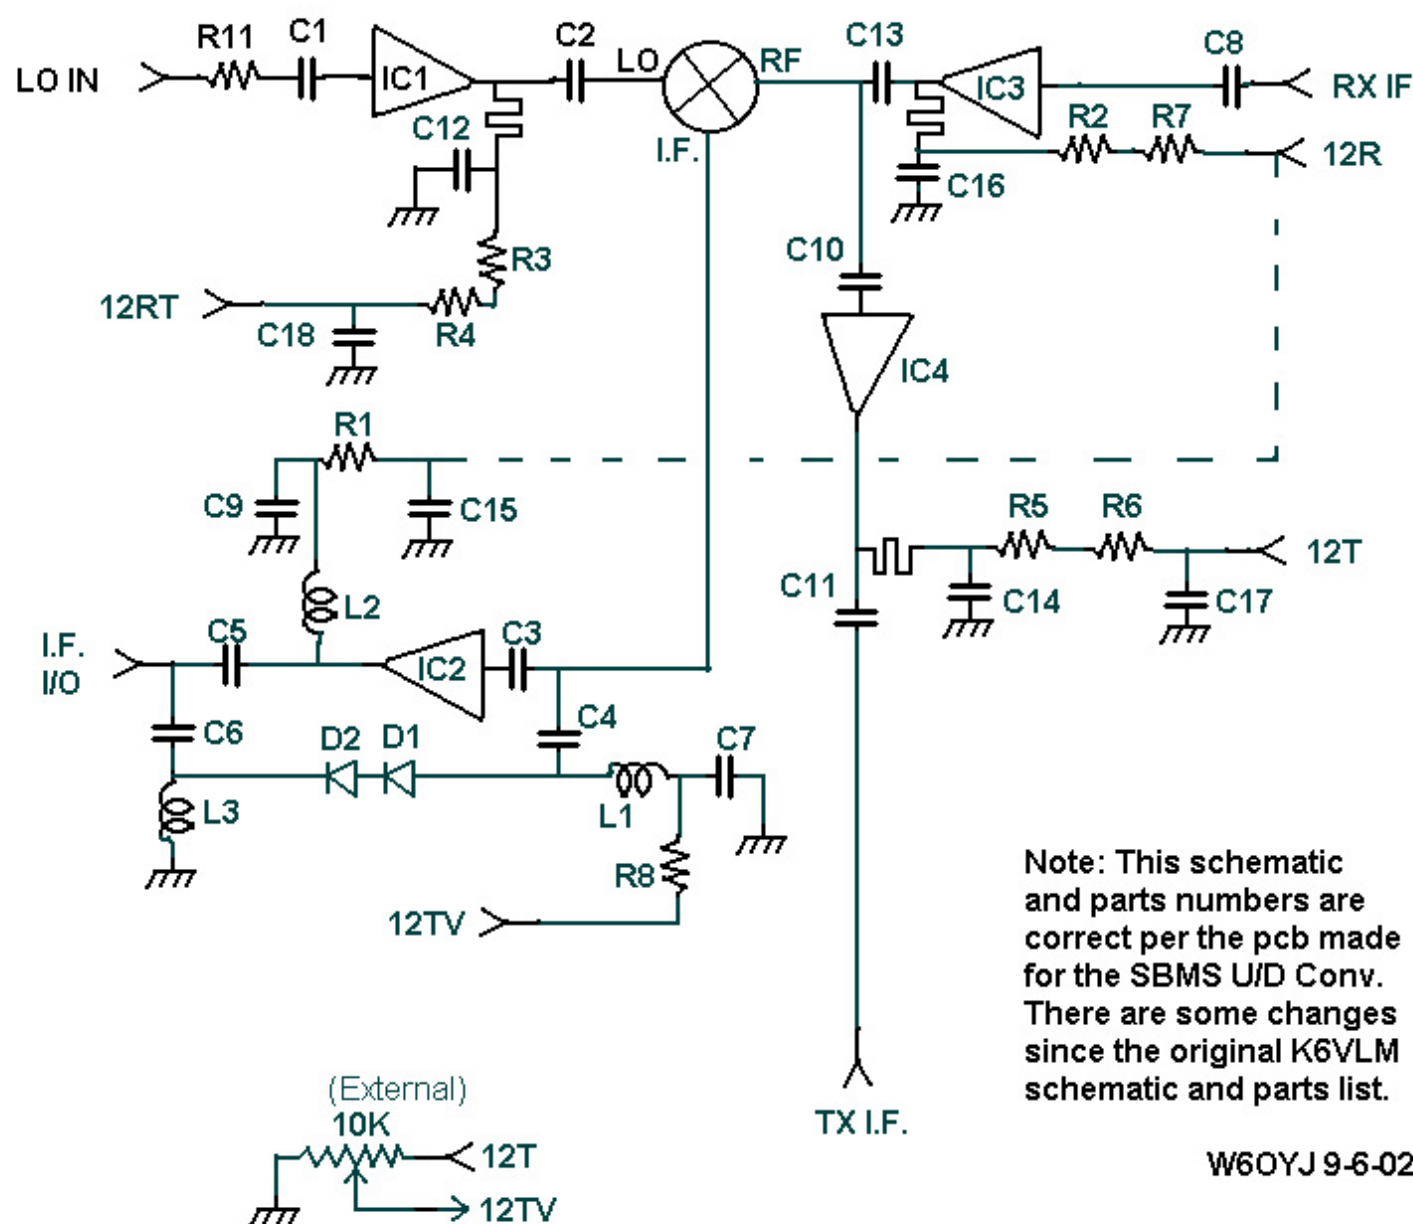 R11
C1
C2
C13
C8
LO IN
IC1
LO
RF
IC3
RX IF
C12
I.F.
R2
R7
12R
C16
R3
C10
12RT
C18
R4
IC4
R1
C9
C15
R5
R6
12T
C11
C14
C17
L2
I.F.
I/O
C5
IC2
C3
C6
D2
D1
C4
C7
L3
L1
R8
12TV
Note: This schematic
and parts numbers are
correct per the pcb made
for the SBMS U/D Conv.
There are some changes
since the original K6VLM
schematic and parts list.
(External)
10K
12T
12TV
TX I.F.
W6OYJ 9-6-02